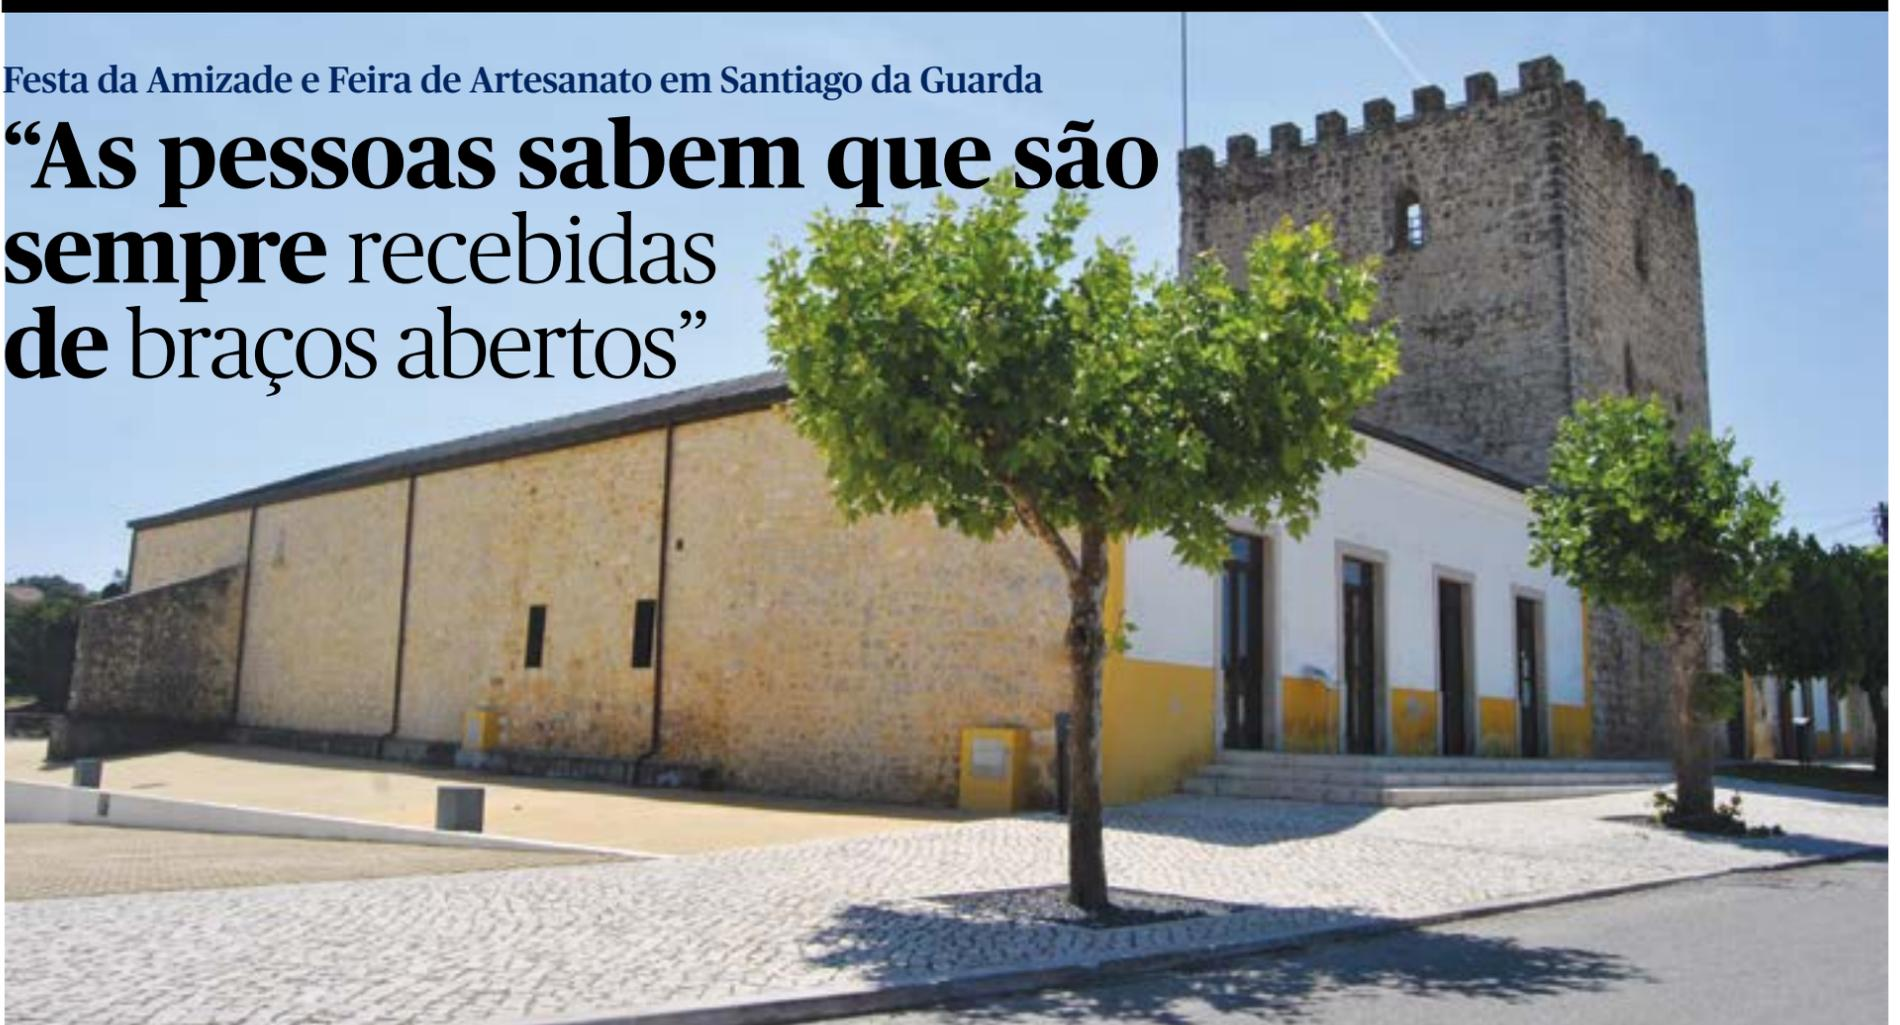 Festa da Amizade e Feira de Artesanato em Santiago da Guarda
“As pessoas sabem que são
sempre recebidas
de braços abertos”